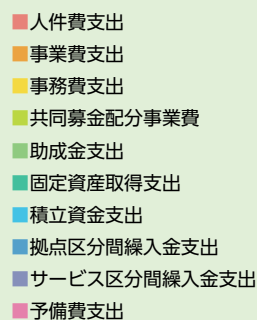 人件費支出
事業費支出
事務費支出
共同募金配分事業費
助成金支出
固定資産取得支出
積立資金支出
拠点区分間繰入金支出
サービス区分間繰入金支出
予備費支出